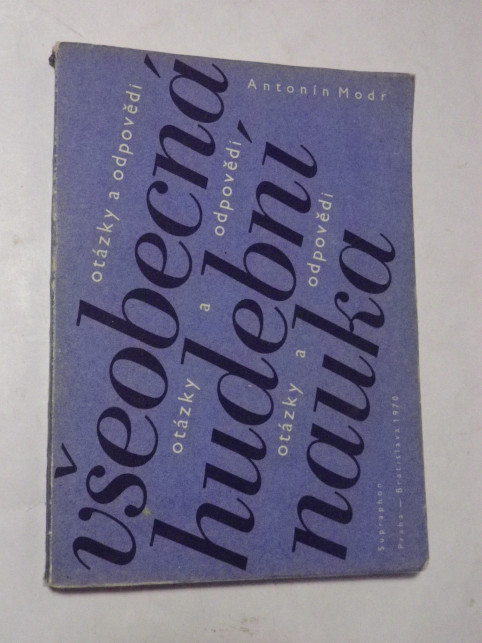 Antonín Modr
otázky a odpovědi
všeobecná
otázky a odpovědi
hudební
otázky a odpovědi
nauka
Supraphon
Praha — Bratislava 1970